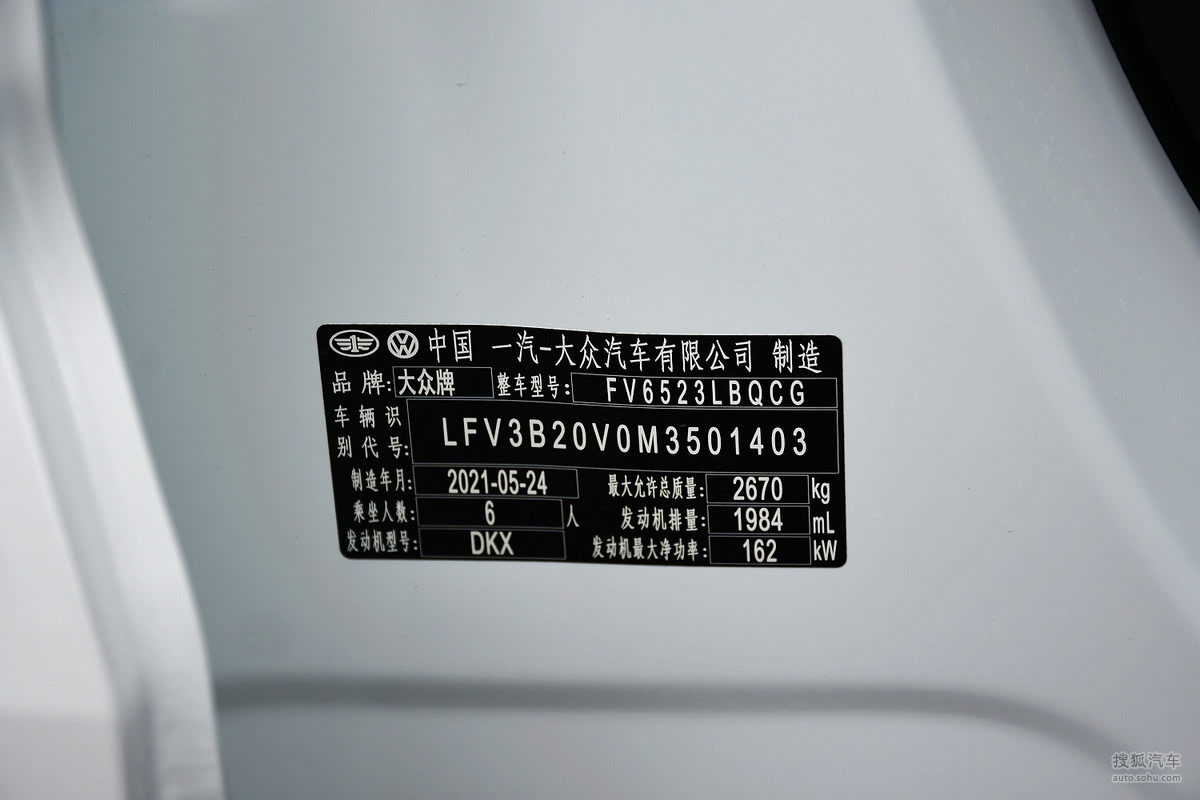 中国 一汽-大众汽车有限公司 制造
品牌: 大众牌 整车型号: FV6523LBQCG
车辆识别代号: LFV3B20V0M3501403
制造年月: 2021-05-24 最大允许总质量: 2670 kg
乘坐人数: 6 人 发动机排量: 1984 mL
发动机型号: DKX 发动机最大净功率: 162 kW
搜狐汽车
auto.sohu.com